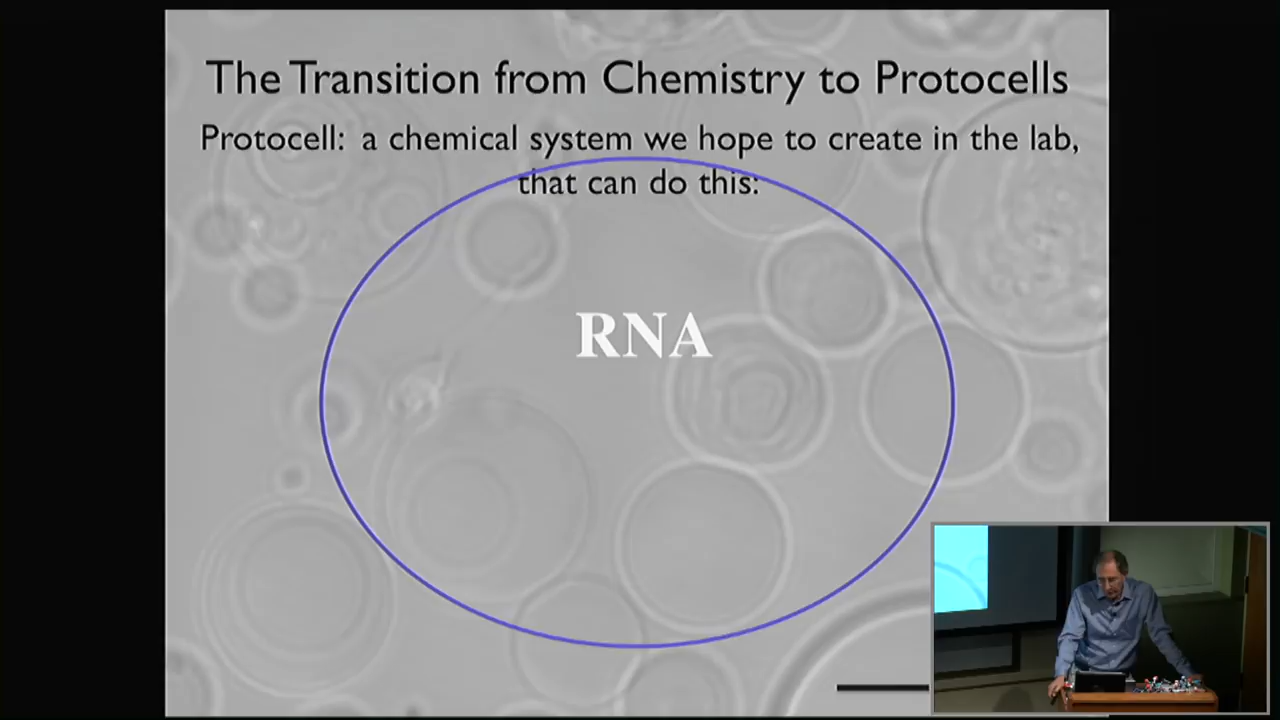 The Transition from Chemistry to Protocells
Protocell: a chemical system we hope to create in the lab,
that can do this:
RNA